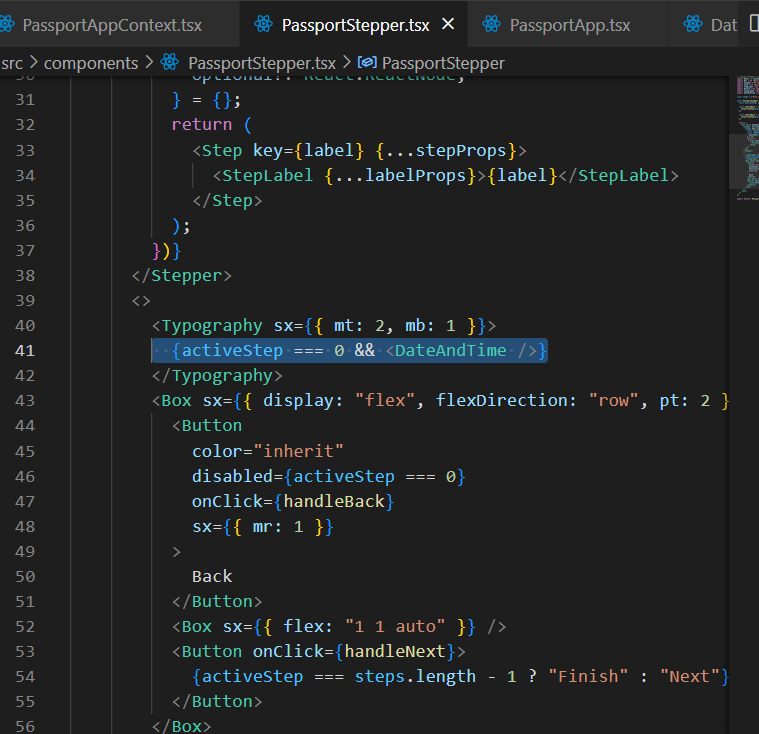 PassportAppContext.tsx
PassportStepper.tsx
PassportApp.tsx
Dat
src > components > PassportStepper.tsx > PassportStepper
optional?: React.ReactNode;
31 } = {};
32 return (
33 <Step key={label} {...stepProps}>
34 <StepLabel {...labelProps}>{label}</StepLabel>
35 </Step>
36 );
37 })}
38 </Stepper>
39 <>
40 <Typography sx={{ mt: 2, mb: 1 }}>
41 {activeStep === 0 && <DateAndTime />}
42 </Typography>
43 <Box sx={{ display: "flex", flexDirection: "row", pt: 2 }
44 <Button
45 color="inherit"
46 disabled={activeStep === 0}
47 onClick={handleBack}
48 sx={{ mr: 1 }}
49 >
50 Back
51 </Button>
52 <Box sx={{ flex: "1 1 auto" }} />
53 <Button onClick={handleNext}>
54 {activeStep === steps.length - 1 ? "Finish" : "Next"}
55 </Button>
56 </Box>